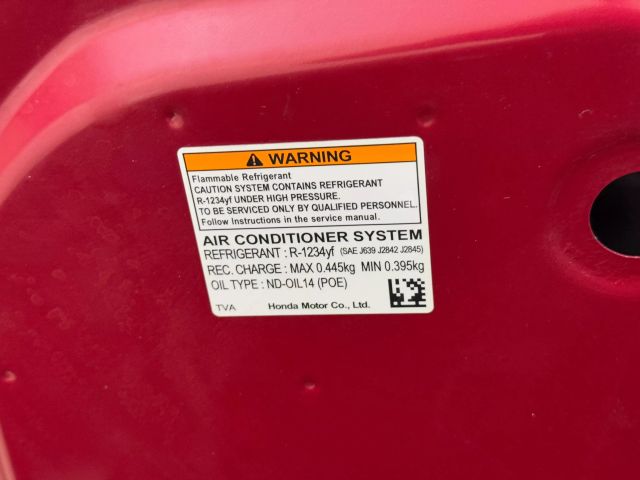 WARNING
Flammable Refrigerant
CAUTION SYSTEM CONTAINS REFRIGERANT
R-1234yf UNDER HIGH PRESSURE.
TO BE SERVICED ONLY BY QUALIFIED PERSONNEL.
Follow Instructions in the service manual.
AIR CONDITIONER SYSTEM
REFRIGERANT : R-1234yf (SAE J639 J2842 J2845)
REC. CHARGE : MAX 0.445kg MIN 0.395kg
OIL TYPE : ND-OIL14 (POE)
TVA Honda Motor Co., Ltd.